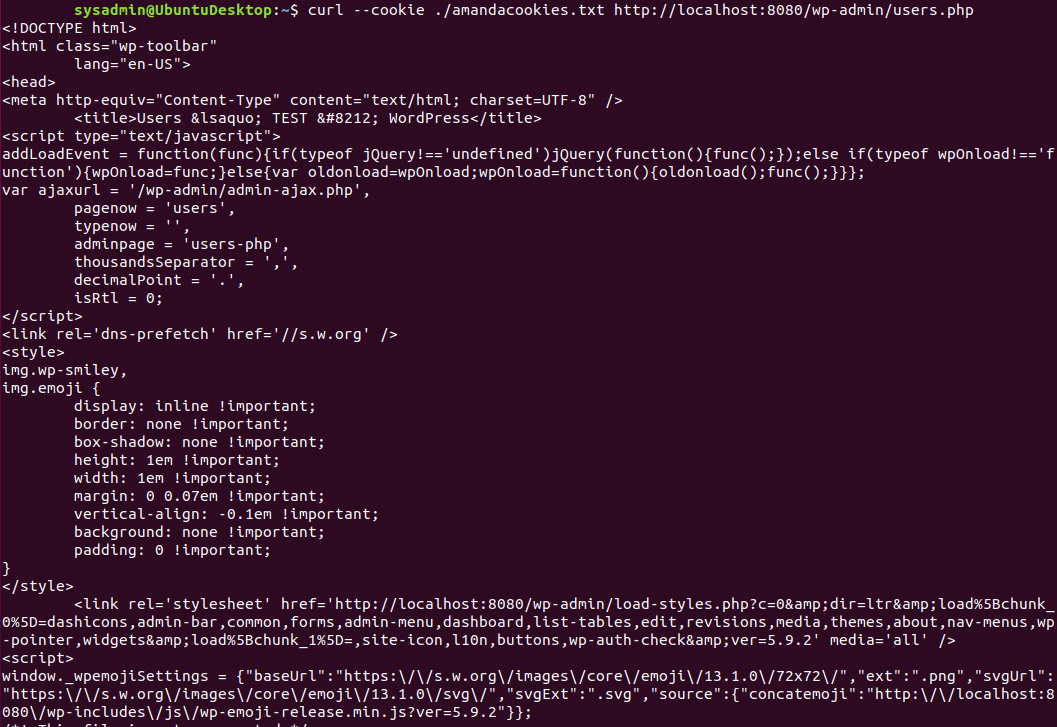 sysadmin@UbuntuDesktop:~$ curl --cookie ./amandacookies.txt http://localhost:8080/wp-admin/users.php
<!DOCTYPE html>
<html class="wp-toolbar"
        lang="en-US">
<head>
<meta http-equiv="Content-Type" content="text/html; charset=UTF-8" />
        <title>Users &lsaquo; TEST &#8212; WordPress</title>
<script type="text/javascript">
addLoadEvent = function(func){if(typeof jQuery!=='undefined')jQuery(function(){func();});else if(typeof wpOnload!=='f
unction'){wpOnload=func;}else{var oldonload=wpOnload;wpOnload=function(){oldonload();func();}}};
var ajaxurl = '/wp-admin/admin-ajax.php',
        pagenow = 'users',
        typenow = '',
        adminpage = 'users-php',
        thousandsSeparator = ',',
        decimalPoint = '.',
        isRtl = 0;
</script>
<link rel='dns-prefetch' href='//s.w.org' />
<style>
img.wp-smiley,
img.emoji {
        display: inline !important;
        border: none !important;
        box-shadow: none !important;
        height: 1em !important;
        width: 1em !important;
        margin: 0 0.07em !important;
        vertical-align: -0.1em !important;
        background: none !important;
        padding: 0 !important;
}
</style>
        <link rel='stylesheet' href='http://localhost:8080/wp-admin/load-styles.php?c=0&amp;dir=ltr&amp;load%5Bchunk_
0%5D=dashicons,admin-bar,common,forms,admin-menu,dashboard,list-tables,edit,revisions,media,themes,about,nav-menus,wp
-pointer,widgets&amp;load%5Bchunk_1%5D=,site-icon,l10n,buttons,wp-auth-check&amp;ver=5.9.2' media='all' />
<script>
window._wpemojiSettings = {"baseUrl":"https:\/\/s.w.org\/images\/core\/emoji\/13.1.0\/72x72\/","ext":".png","svgUrl":
"https:\/\/s.w.org\/images\/core\/emoji\/13.1.0\/svg\/","svgExt":".svg","source":{"concatemoji":"http:\/\/localhost:8
080\/wp-includes\/js\/wp-emoji-release.min.js?ver=5.9.2"}};